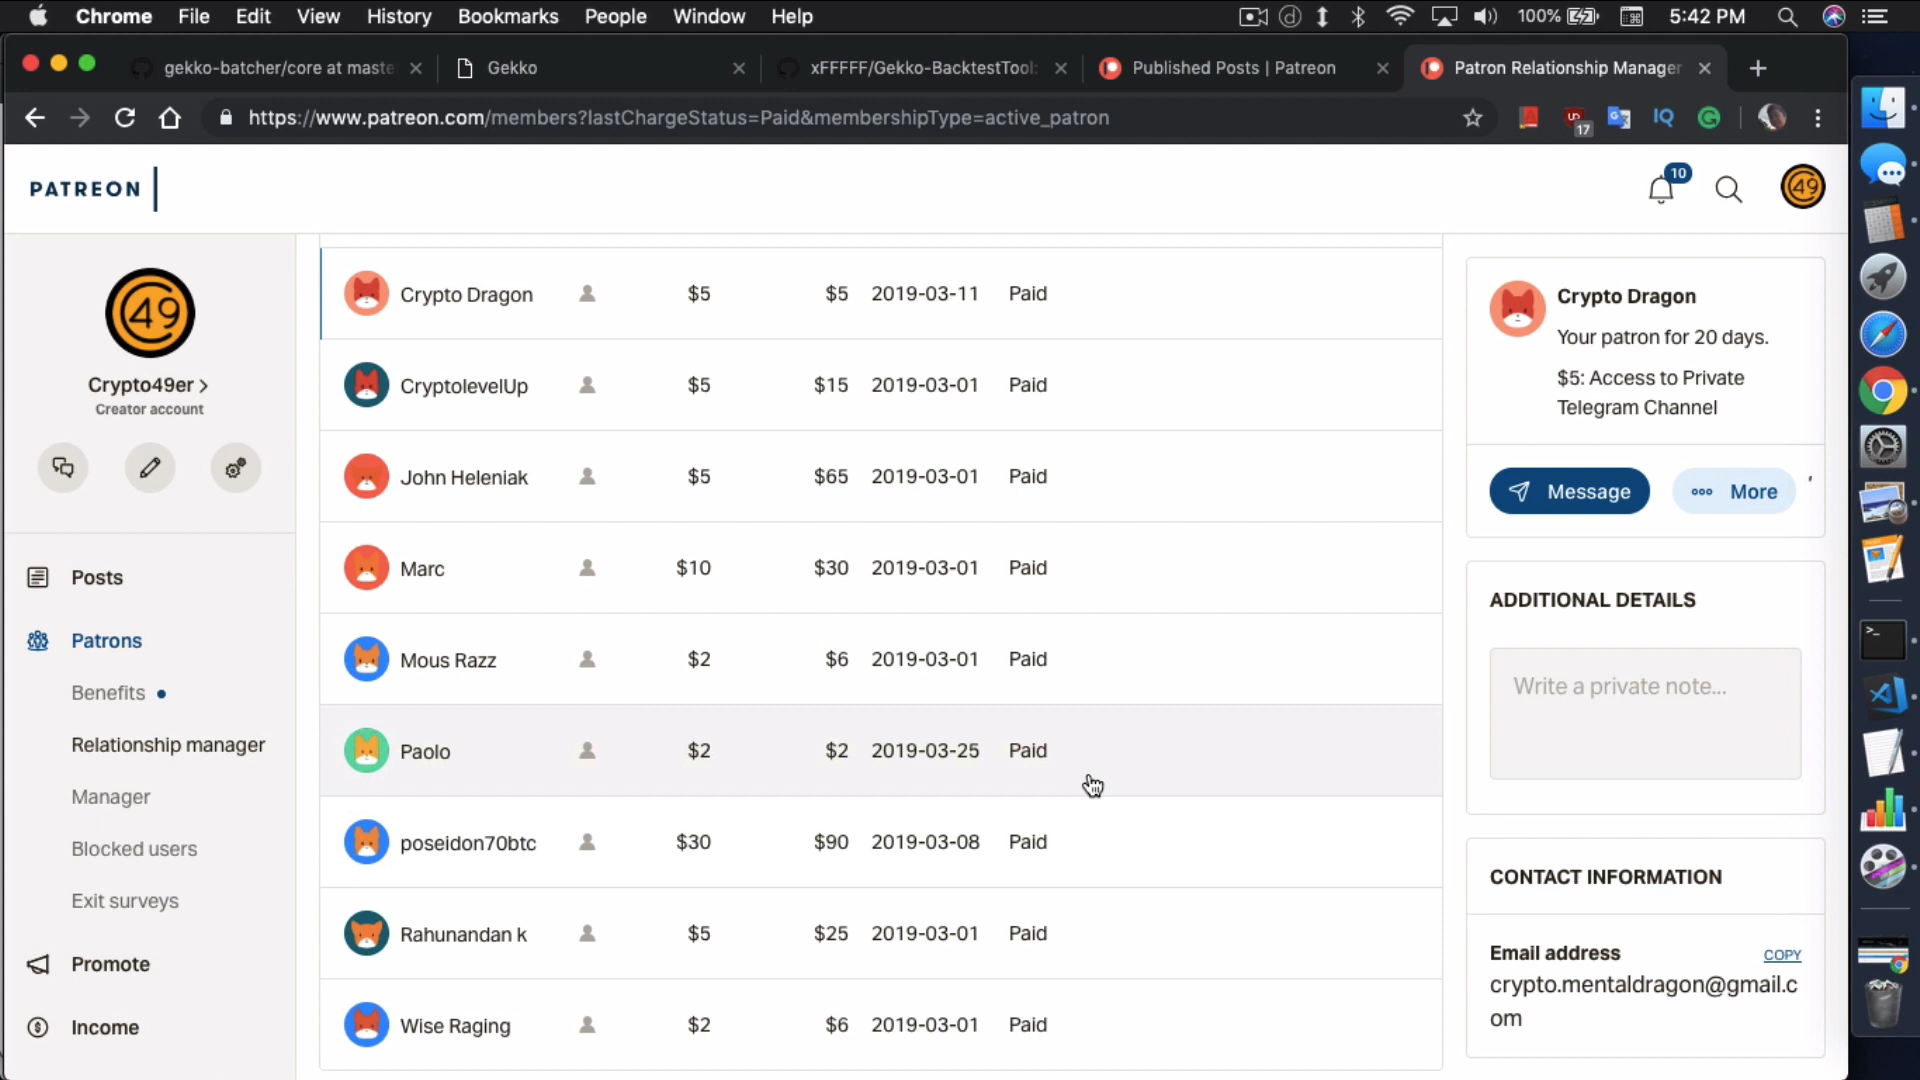 Chrome File Edit View History Bookmarks People Window Help 100% 5:42 PM
gekko-batcher/core at maste Gekko xFFFFF/Gekko-BacktestTool: Published Posts | Patreon Patron Relationship Manager
https://www.patreon.com/members?lastChargeStatus=Paid&membershipType=active_patron
17
PATREON
10
49
49
Crypto49er >
Creator account
Posts
Patrons
Benefits
Relationship manager
Manager
Blocked users
Exit surveys
Promote
Income
Crypto Dragon $5 $5 2019-03-11 Paid
CryptolevelUp $5 $15 2019-03-01 Paid
John Heleniak $5 $65 2019-03-01 Paid
Marc $10 $30 2019-03-01 Paid
Mous Razz $2 $6 2019-03-01 Paid
Paolo $2 $2 2019-03-25 Paid
poseidon70btc $30 $90 2019-03-08 Paid
Rahunandan k $5 $25 2019-03-01 Paid
Wise Raging $2 $6 2019-03-01 Paid
Crypto Dragon
Your patron for 20 days.
$5: Access to Private
Telegram Channel
Message More
ADDITIONAL DETAILS
Write a private note...
CONTACT INFORMATION
Email address COPY
crypto.mentaldragon@gmail.c
om